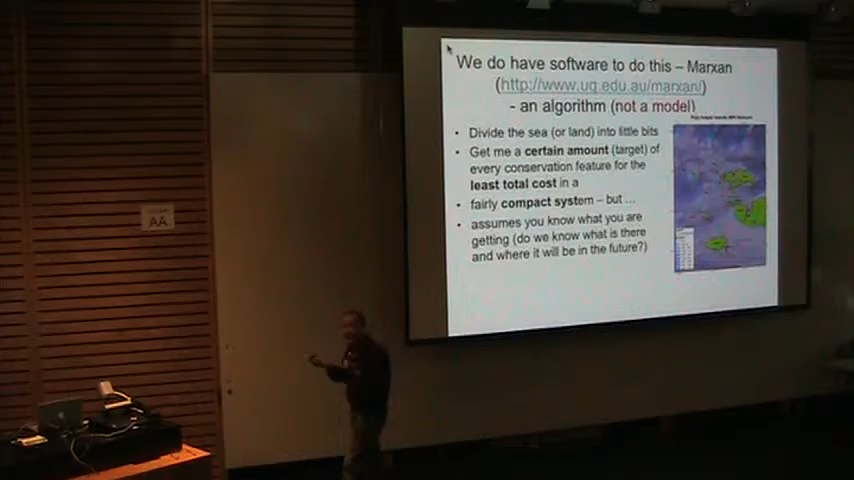 We do have software to do this – Marxan
(http://www.uq.edu.au/marxan/)
- an algorithm (not a model)
• Divide the sea (or land) into little bits
• Get me a certain amount (target) of
every conservation feature for the
least total cost in a
• fairly compact system – but …
• assumes you know what you are
getting (do we know what is there
and where it will be in the future?)
AA